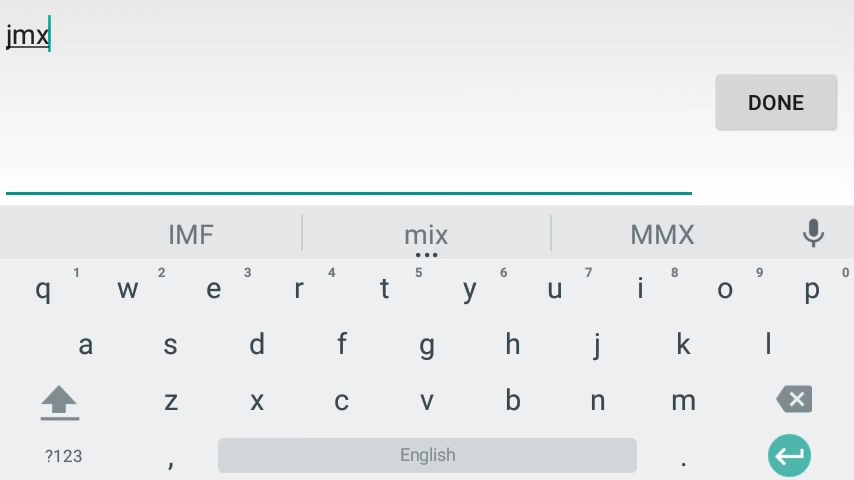 jmx
DONE
IMF mix MMX
q 1 w 2 e 3 r 4 t 5 y 6 u 7 i 8 o 9 p 0
a s d f g h j k l
z x c v b n m
?123 , English .